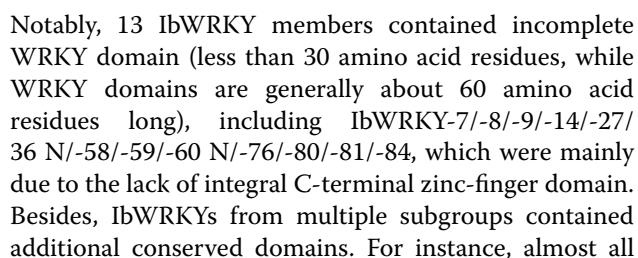 Notably, 13 IbWRKY members contained incomplete
WRKY domain (less than 30 amino acid residues, while
WRKY domains are generally about 60 amino acid
residues long), including IbWRKY-7/-8/-9/-14/-27/
36 N/-58/-59/-60 N/-76/-80/-81/-84, which were mainly
due to the lack of integral C-terminal zinc-finger domain.
Besides, IbWRKYs from multiple subgroups contained
additional conserved domains. For instance, almost all